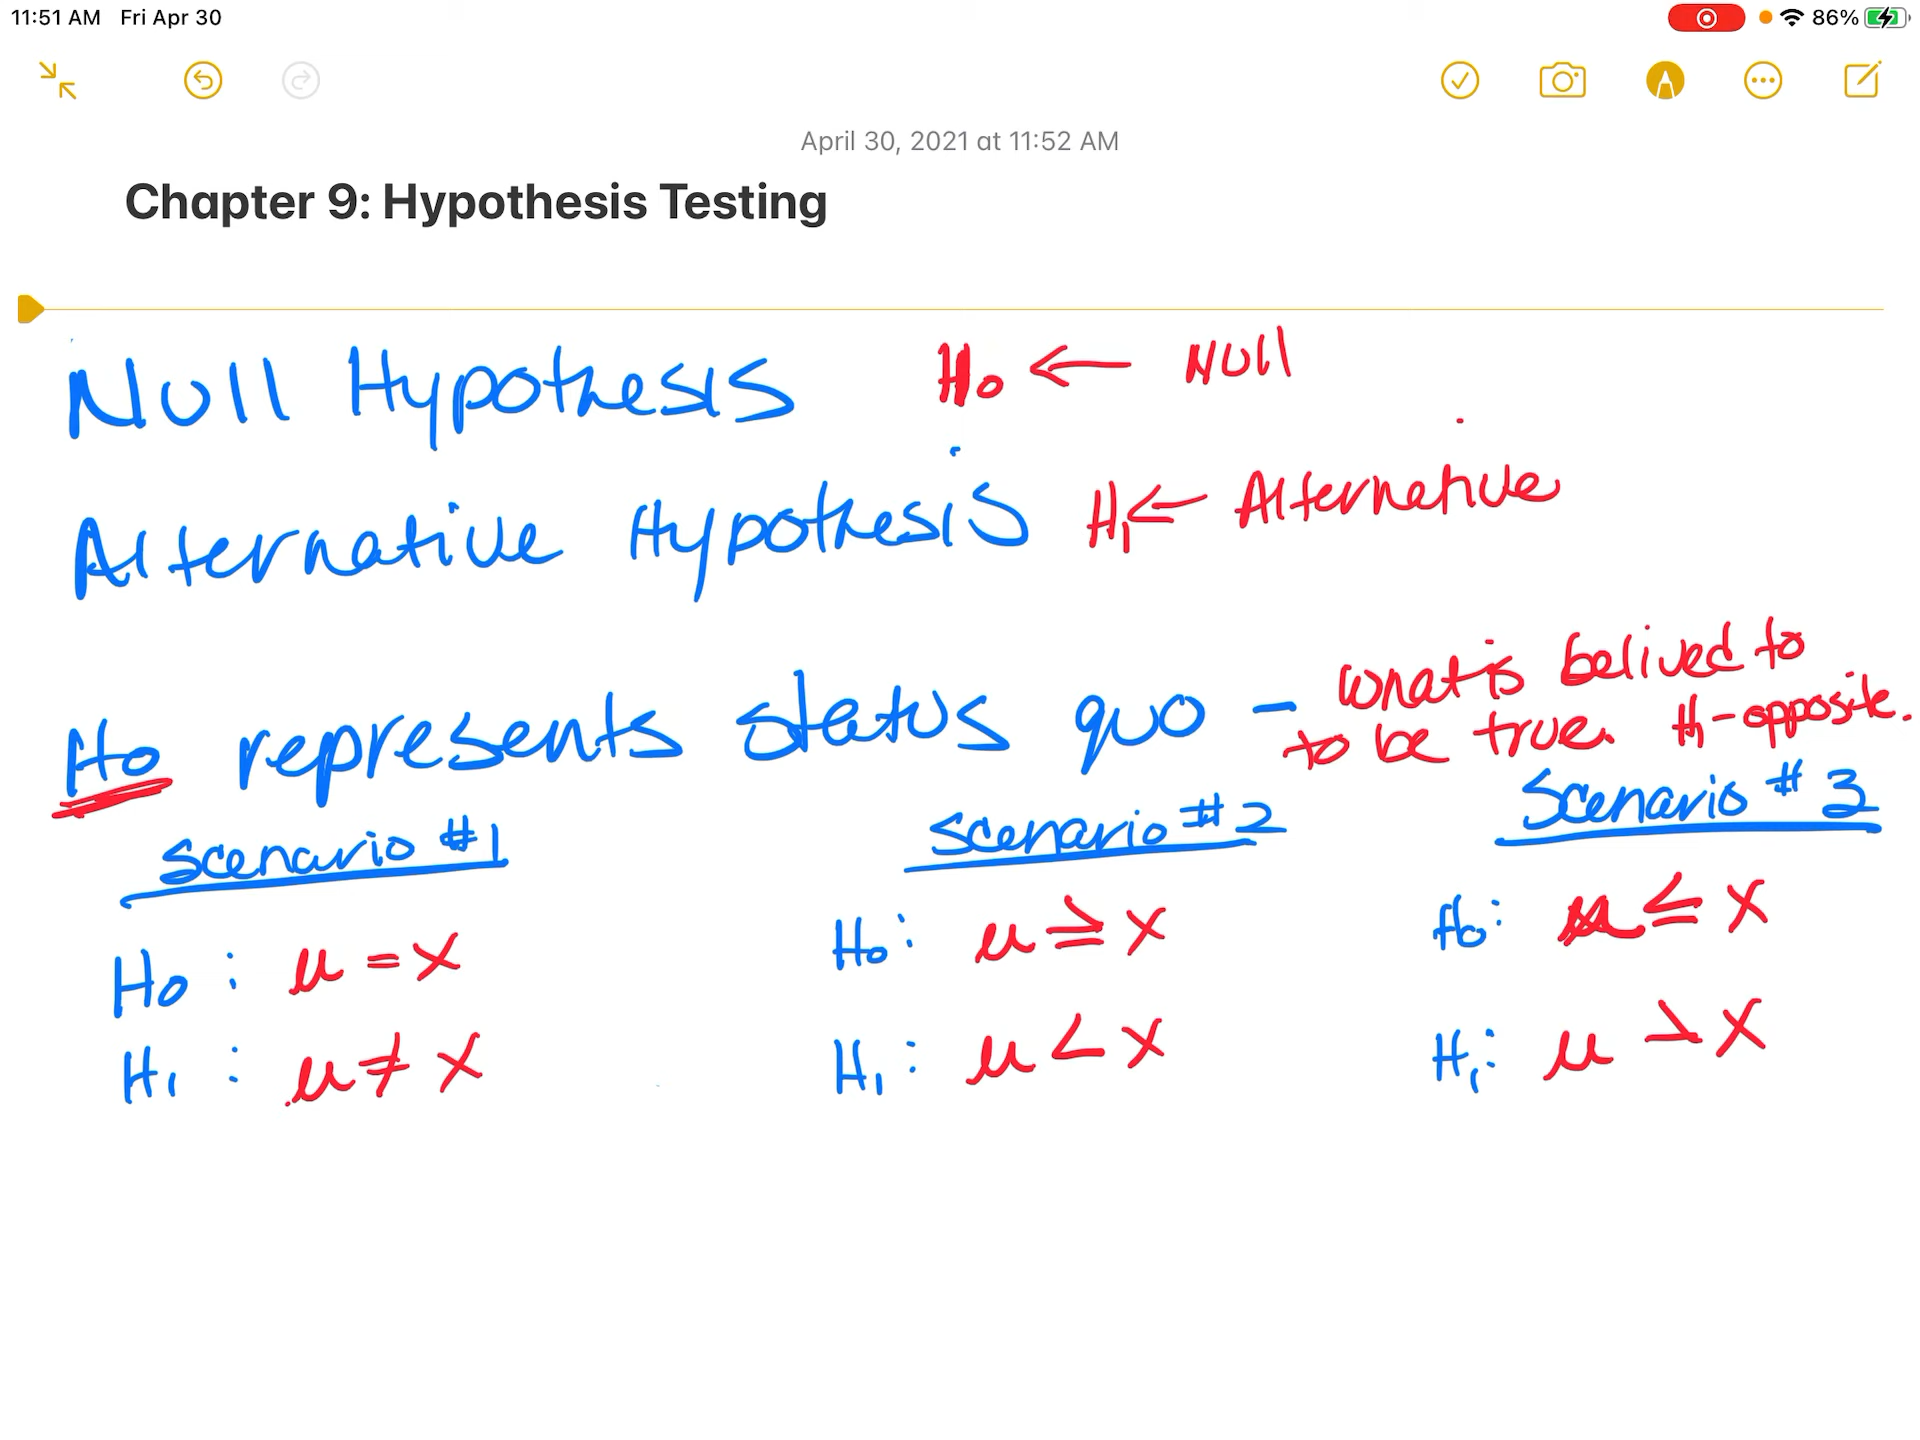 11:51 AM Fri Apr 30 86%
April 30, 2021 at 11:52 AM
Chapter 9: Hypothesis Testing
Null Hypothesis Ho ← Null
Alternative Hypothesis H₁ ← Alternative
Ho represents status quo - what is belived to
to be true. H₁ - opposite.
Scenario #1 Scenario #2 Scenario #3
Ho: μ = x Ho: μ ≥ x Ho: μ ≤ x
H₁: μ ≠ x H₁: μ < x H₁: μ > x